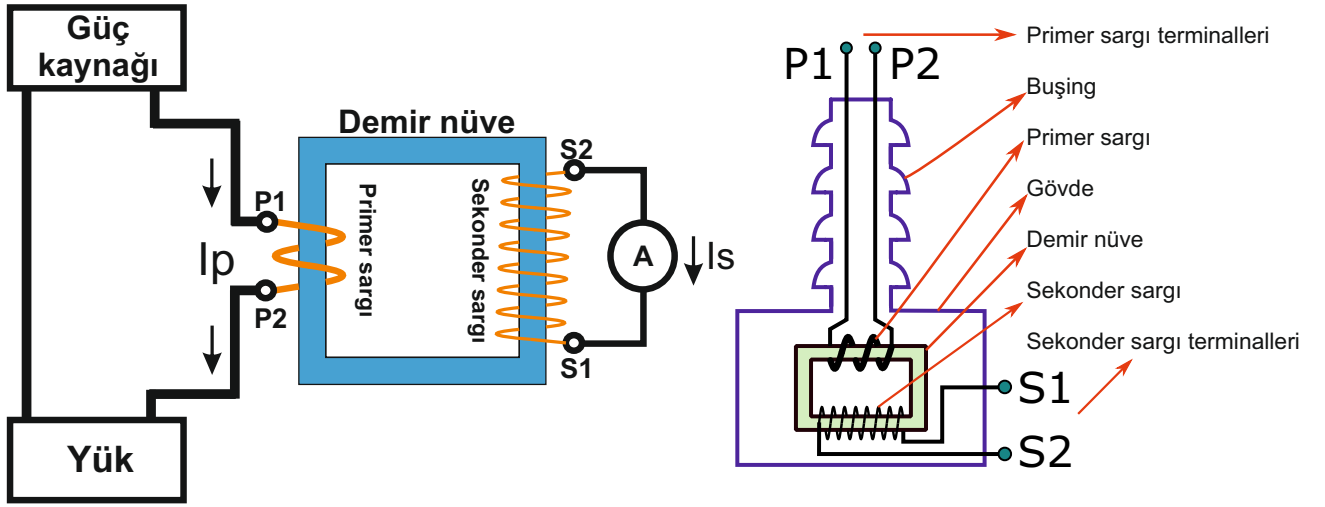 Güç
kaynağı
Demir nüve
P1
Ip
P2
Primer sargı
Sekonder sargı
S2
A
Is
S1
Yük
P1 P2
Primer sargı terminalleri
Buşing
Primer sargı
Gövde
Demir nüve
Sekonder sargı
Sekonder sargı terminalleri
S1
S2